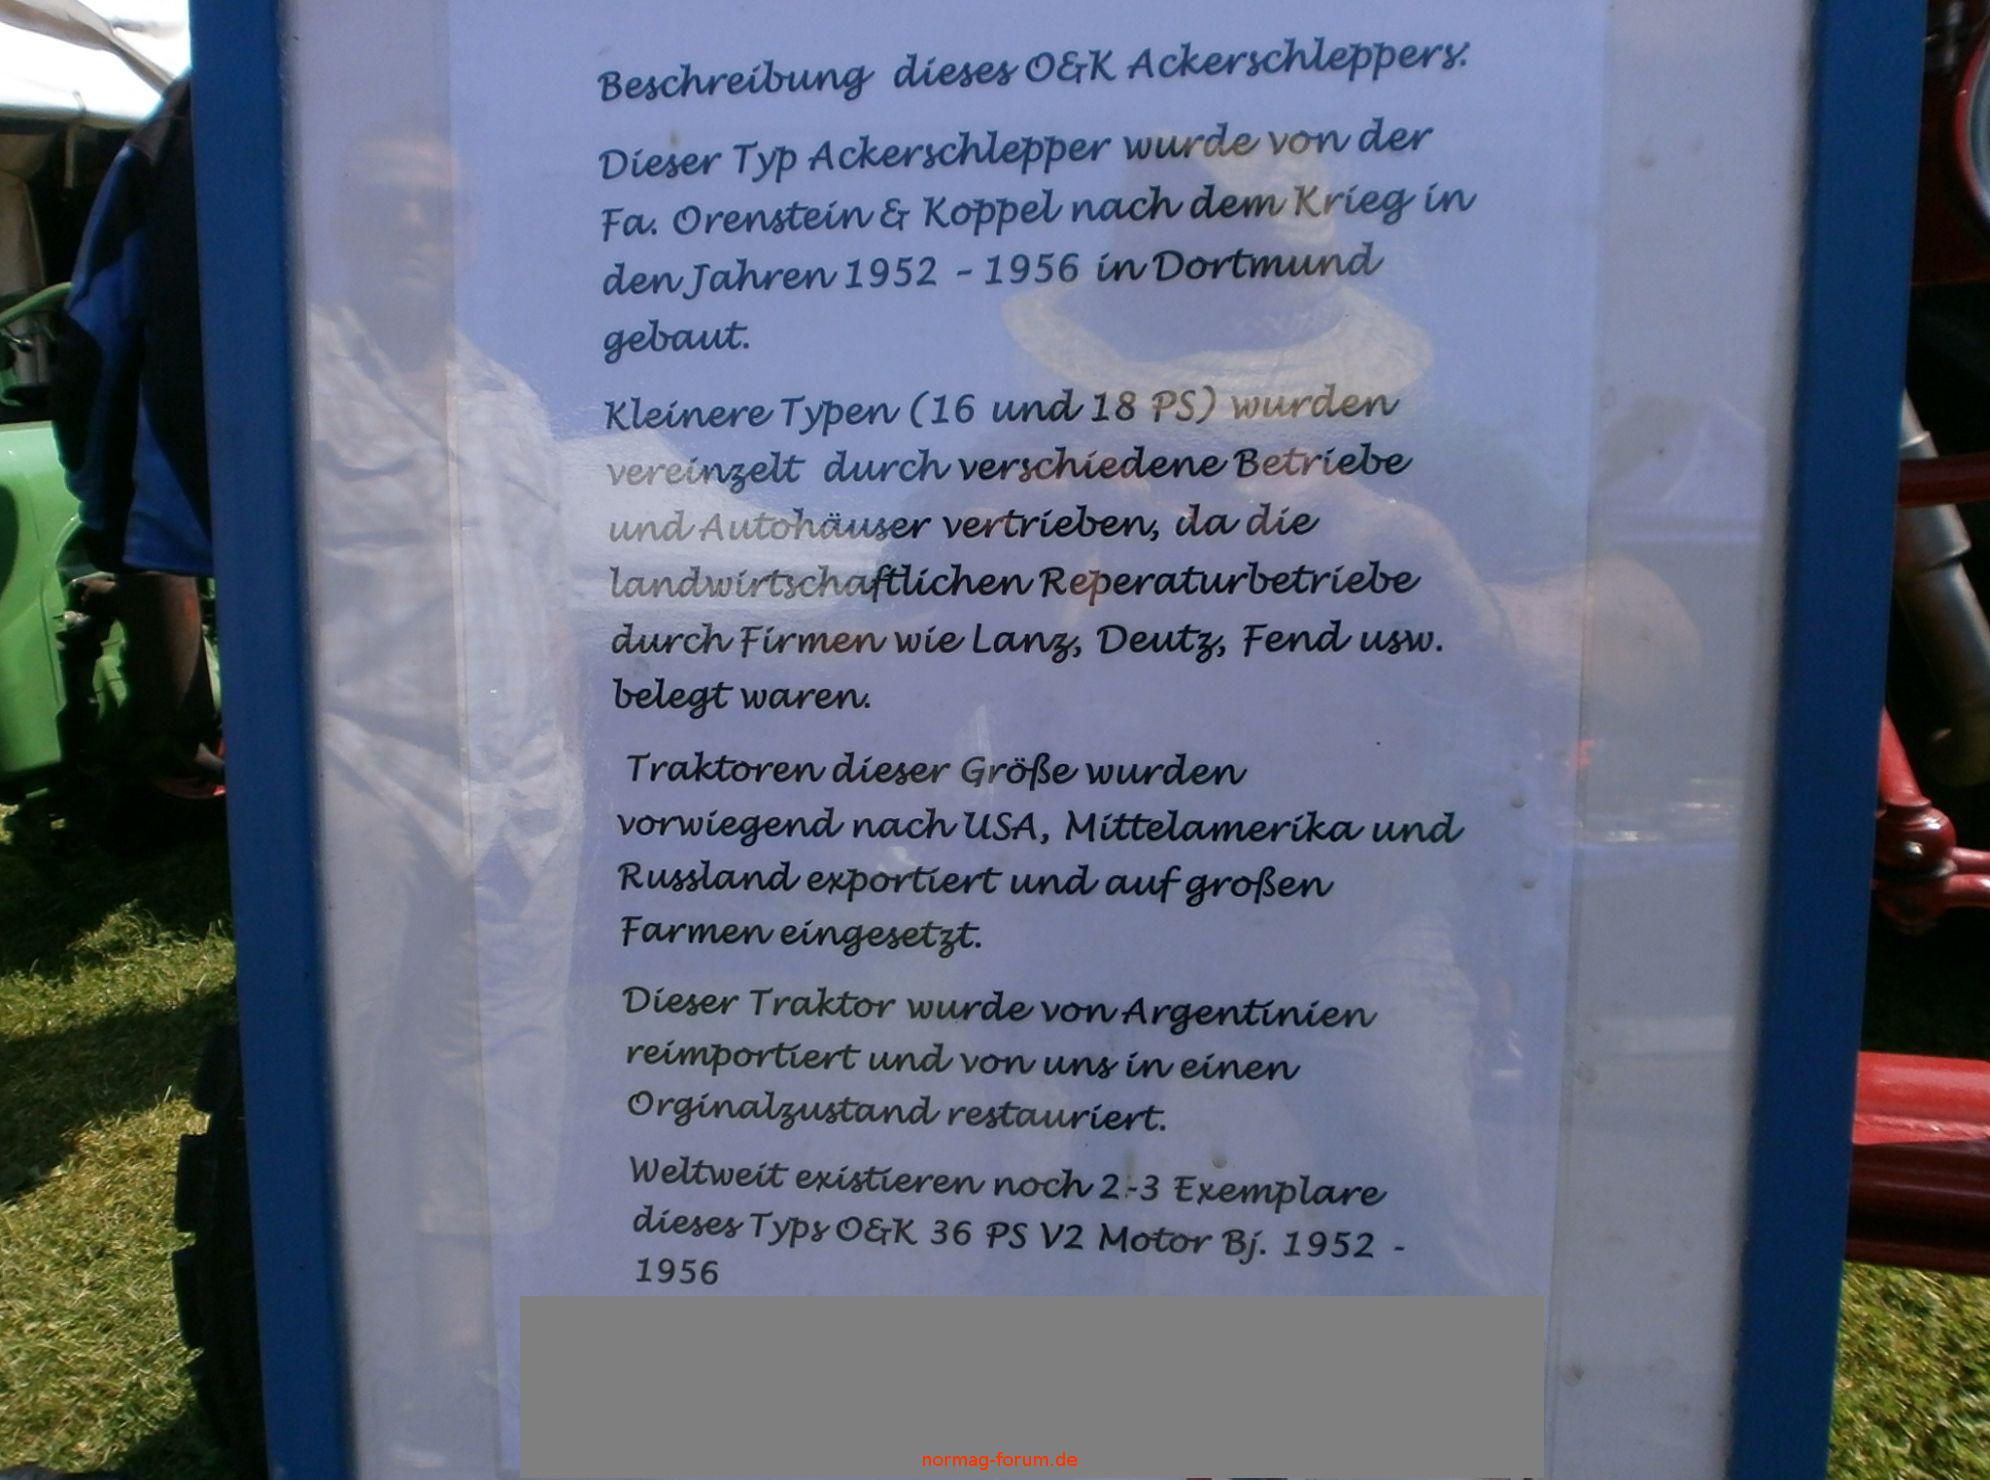 Beschreibung dieses O&K Ackerschleppers:
Dieser Typ Ackerschlepper wurde von der
Fa. Orenstein & Koppel nach dem Krieg in
den Jahren 1952 - 1956 in Dortmund
gebaut.
Kleinere Typen (16 und 18 PS) wurden
vereinzelt durch verschiedene Betriebe
und Autohäuser vertrieben, da die
landwirtschaftlichen Reperaturbetriebe
durch Firmen wie Lanz, Deutz, Fend usw.
belegt waren.
Traktoren dieser Größe wurden
vorwiegend nach USA, Mittelamerika und
Russland exportiert und auf großen
Farmen eingesetzt.
Dieser Traktor wurde von Argentinien
reimportiert und von uns in einen
Orginalzustand restauriert.
Weltweit existieren noch 2-3 Exemplare
dieses Typs O&K 36 PS V2 Motor Bj. 1952 -
1956
normag-forum.de